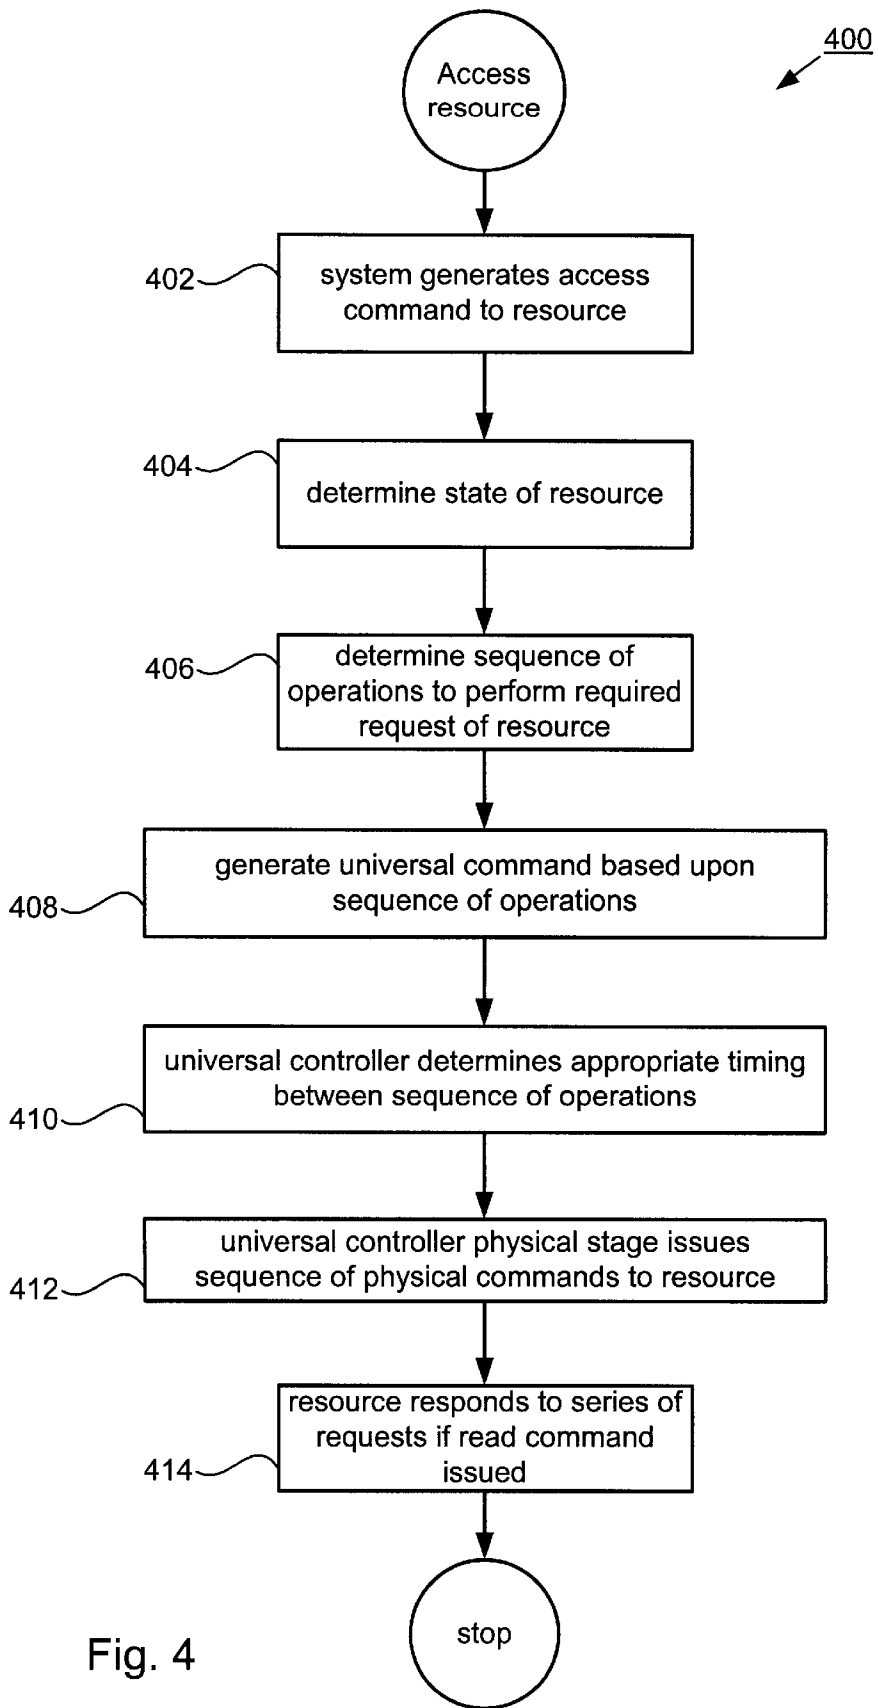 400
Access
resource
402
system generates access
command to resource
404
determine state of resource
406
determine sequence of
operations to perform required
request of resource
408
generate universal command based upon
sequence of operations
410
universal controller determines appropriate timing
between sequence of operations
412
universal controller physical stage issues
sequence of physical commands to resource
414
resource responds to series of
requests if read command
issued
stop
Fig. 4